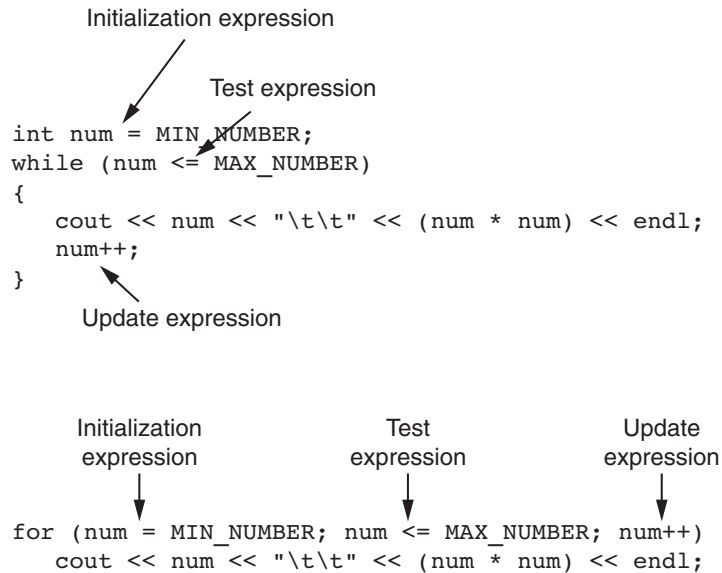 Initialization expression
Test expression
int num = MIN_NUMBER;
while (num <= MAX_NUMBER)
{
   cout << num << "\t\t" << (num * num) << endl;
   num++;
}
Update expression
Initialization expression
Test expression
Update expression
for (num = MIN_NUMBER; num <= MAX_NUMBER; num++)
   cout << num << "\t\t" << (num * num) << endl;